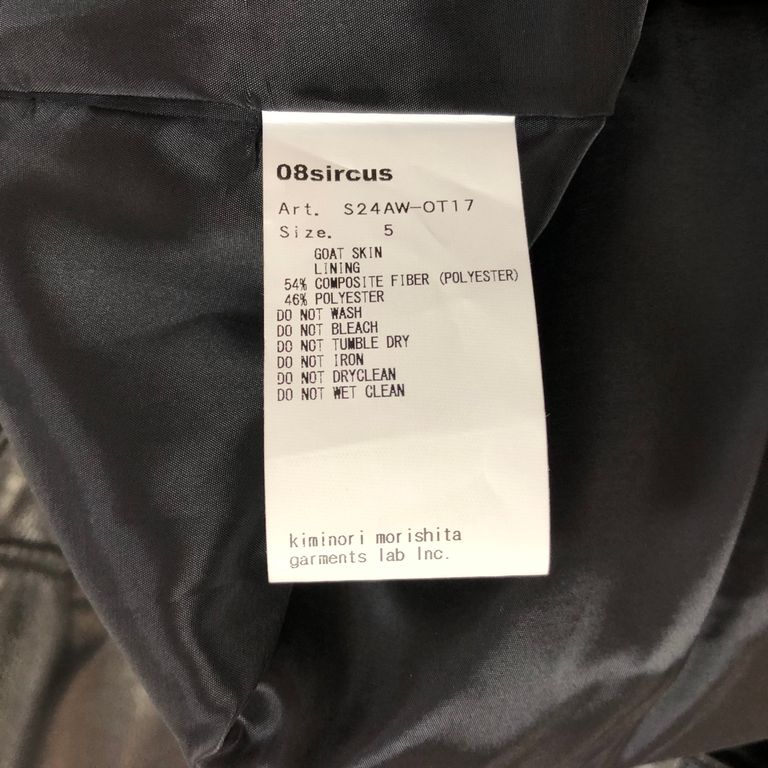 08sircus
Art. S24AW-OT17
Size. 5
GOAT SKIN
LINING
54% COMPOSITE FIBER (POLYESTER)
46% POLYESTER
DO NOT WASH
DO NOT BLEACH
DO NOT TUMBLE DRY
DO NOT IRON
DO NOT DRYCLEAN
DO NOT WET CLEAN
kiminori morishita
garments lab Inc.